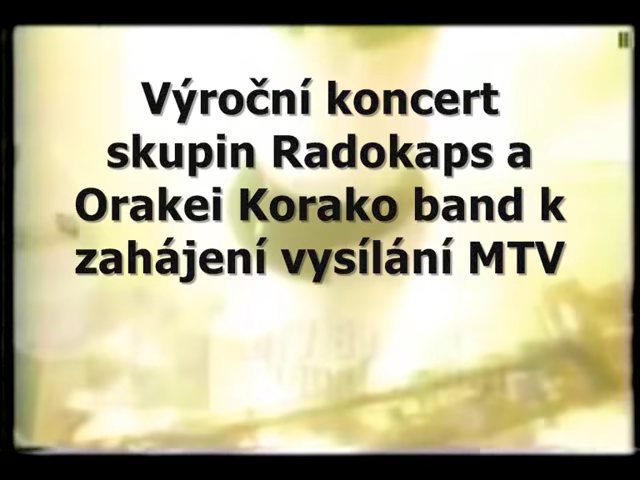 Výroční koncert
skupin Radokaps a
Orakei Korako band k
zahájení vysílání MTV